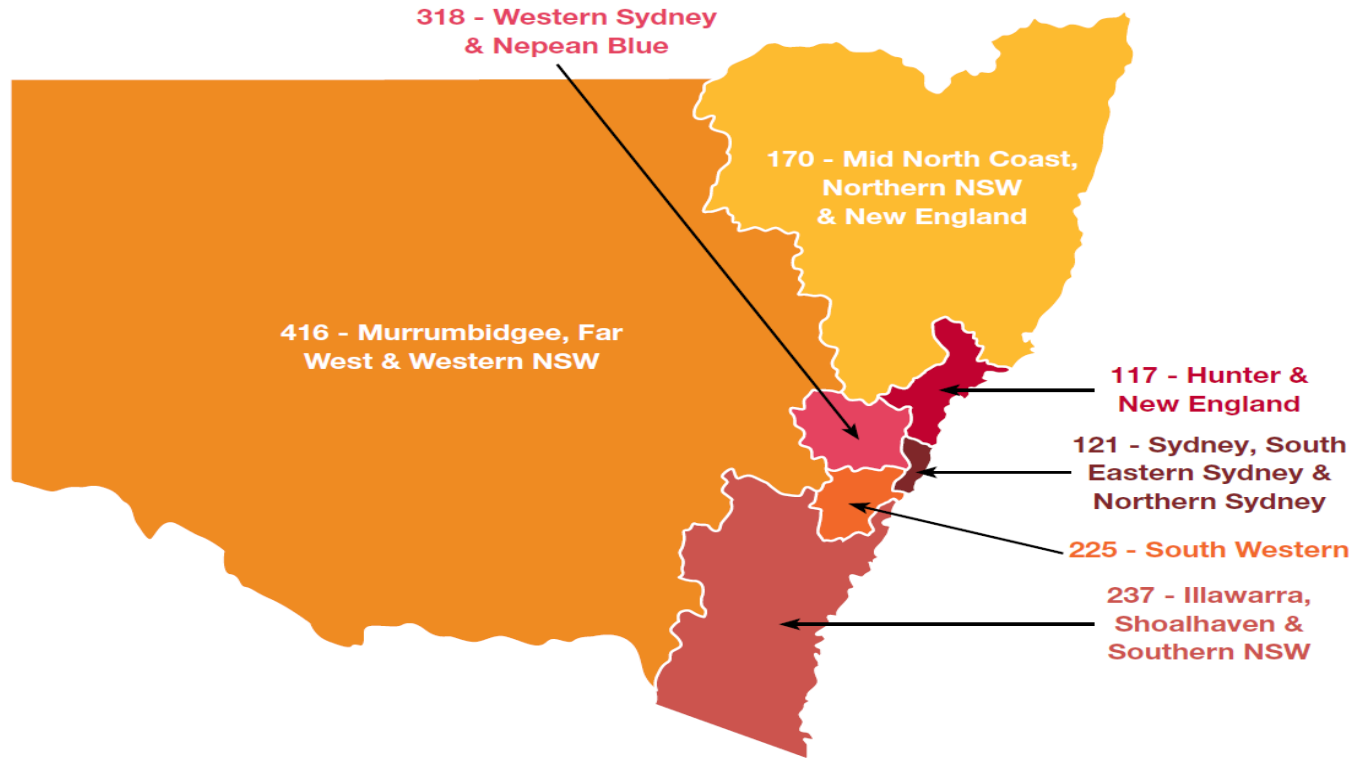 318 - Western Sydney
& Nepean Blue
170 - Mid North Coast,
Northern NSW
& New England
416 - Murrumbidgee, Far
West & Western NSW
117 - Hunter &
New England
121 - Sydney, South
Eastern Sydney &
Northern Sydney
225 - South Western
237 - Illawarra,
Shoalhaven &
Southern NSW